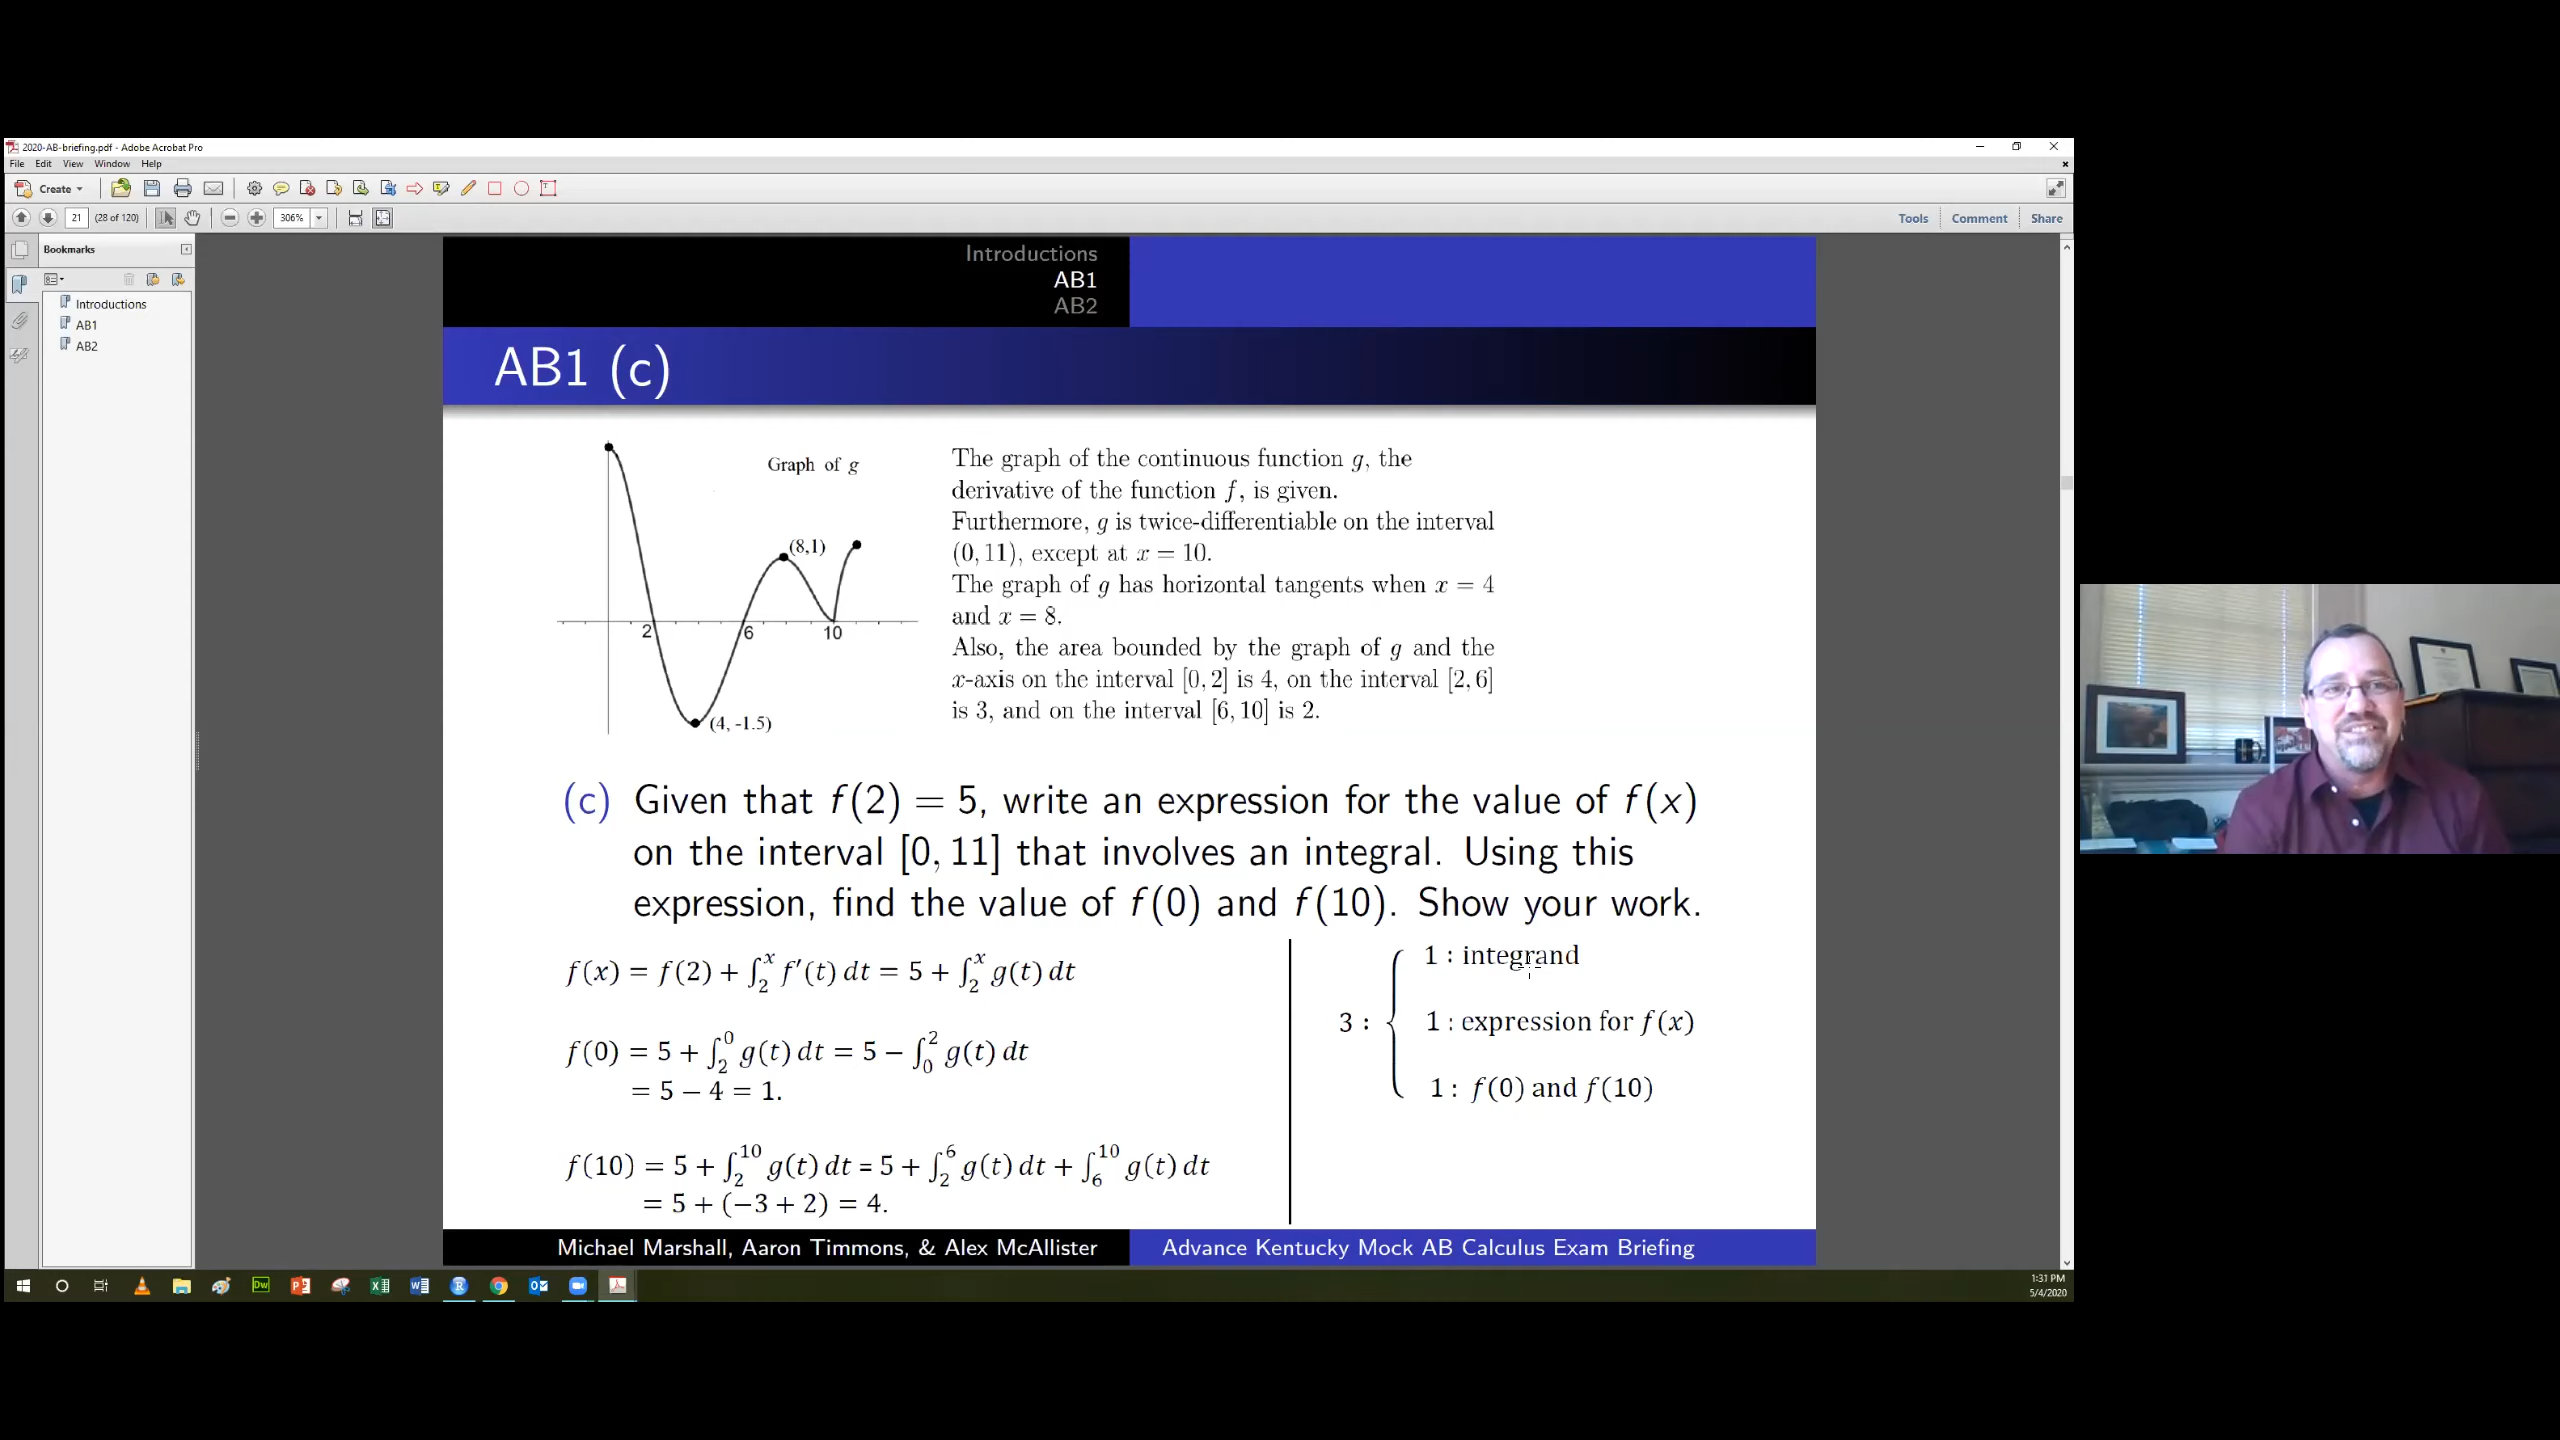 2020-AB-briefing.pdf - Adobe Acrobat Pro
File Edit View Window Help
Create
21 (28 of 120) 306% Tools Comment Share
Bookmarks
Introductions
AB1
AB2
Introductions
AB1
AB2
AB1 (c)
Graph of g
(8,1)
2 6 10
(4, -1.5)
The graph of the continuous function g, the
derivative of the function f, is given.
Furthermore, g is twice-differentiable on the interval
(0, 11), except at x = 10.
The graph of g has horizontal tangents when x = 4
and x = 8.
Also, the area bounded by the graph of g and the
x-axis on the interval [0, 2] is 4, on the interval [2, 6]
is 3, and on the interval [6, 10] is 2.
(c) Given that f(2) = 5, write an expression for the value of f(x)
on the interval [0, 11] that involves an integral. Using this
expression, find the value of f(0) and f(10). Show your work.
f(x) = f(2) + ∫₂ˣ f′(t) dt = 5 + ∫₂ˣ g(t) dt
f(0) = 5 + ∫₂⁰ g(t) dt = 5 − ∫₀² g(t) dt
= 5 − 4 = 1.
f(10) = 5 + ∫₂¹⁰ g(t) dt = 5 + ∫₂⁶ g(t) dt + ∫₆¹⁰ g(t) dt
= 5 + (−3 + 2) = 4.
1 : integrand
3 : 1 : expression for f(x)
1 : f(0) and f(10)
Michael Marshall, Aaron Timmons, & Alex McAllister Advance Kentucky Mock AB Calculus Exam Briefing
1:31 PM
5/4/2020